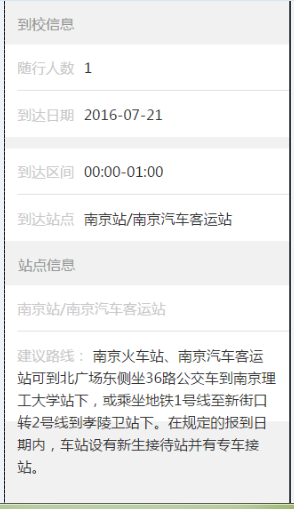 到校信息
随行人数 1
到达日期 2016-07-21
到达区间 00:00-01:00
到达站点 南京站/南京汽车客运站
站点信息
南京站/南京汽车客运站
建议路线： 南京火车站、南京汽车客运
站可到北广场东侧坐36路公交车到南京理
工大学站下，或乘坐地铁1号线至新街口
转2号线到孝陵卫站下。在规定的报到日
期内，车站设有新生接待站并有专车接
站。